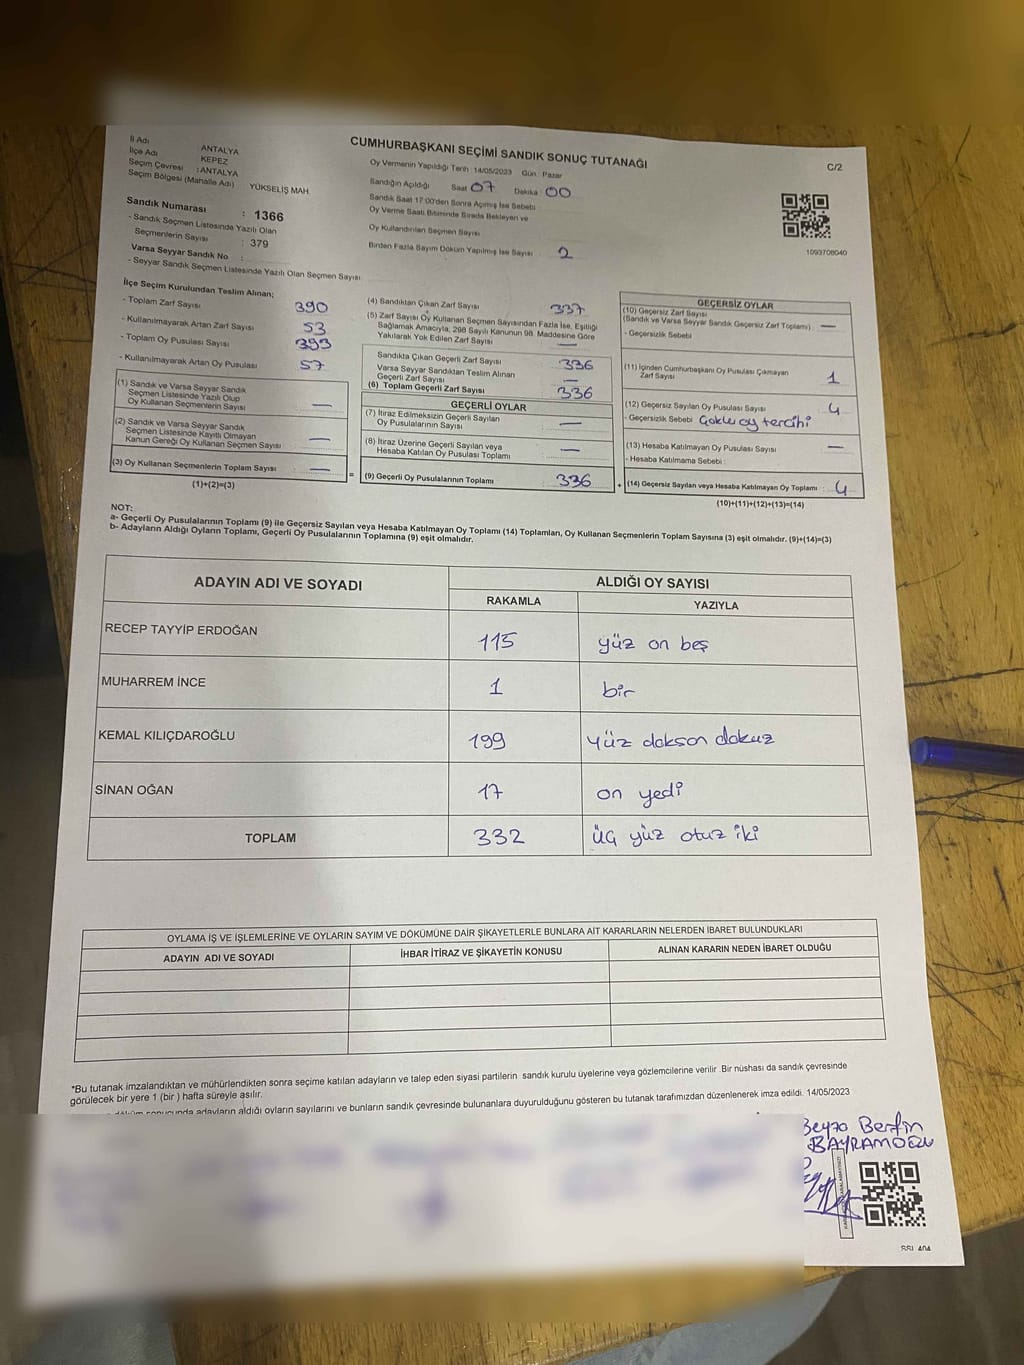 CUMHURBAŞKANI SEÇİMİ SANDIK SONUÇ TUTANAĞI
C/2
İl Adı : ANTALYA
İlçe Adı : KEPEZ
Seçim Çevresi : ANTALYA
Seçim Bölgesi (Mahalle Adı) YÜKSELİŞ MAH.
Sandık Numarası : 1366
- Sandık Seçmen Listesinde Yazılı Olan
Seçmenlerin Sayısı : 379
Varsa Seyyar Sandık No :
- Seyyar Sandık Seçmen Listesinde Yazılı Olan Seçmen Sayısı
Oy Vermenin Yapıldığı Tarih :14/05/2023 Gün : Pazar
Sandığın Açıldığı Saat 07 Dakika 00
Sandık Saat 17:00'den Sonra Açımış İse Sebebi
Oy Verme Saati Bitiminde Sırada Bekleyen ve
Oy Kullandırılan Seçmen Sayısı
Birden Fazla Sayım Döküm Yapılmış İse Sayısı 2
1093708040
İlçe Seçim Kurulundan Teslim Alınan;
- Toplam Zarf Sayısı 390
- Kullanılmayarak Artan Zarf Sayısı 53
- Toplam Oy Pusulası Sayısı 393
- Kullanılmayarak Artan Oy Pusulası 57
(1) Sandık ve Varsa Seyyar Sandık
Seçmen Listesinde Yazılı Olup
Oy Kullanan Seçmenlerin Sayısı —
(2) Sandık ve Varsa Seyyar Sandık
Seçmen Listesinde Kayıtlı Olmayan
Kanun Gereği Oy Kullanan Seçmen Sayısı —
(3) Oy Kullanan Seçmenlerin Toplam Sayısı —
(1)+(2)=(3)
(4) Sandıktan Çıkan Zarf Sayısı 337
(5) Zarf Sayısı Oy Kullanan Seçmen Sayısından Fazla İse, Eşitliği
Sağlamak Amacıyla, 298 Sayılı Kanunun 98. Maddesine Göre
Yakılarak Yok Edilen Zarf Sayısı —
Sandıkta Çıkan Geçerli Zarf Sayısı 336
Varsa Seyyar Sandıktan Teslim Alınan
Geçerli Zarf Sayısı —
(6) Toplam Geçerli Zarf Sayısı 336
GEÇERLİ OYLAR
(7) İtiraz Edilmeksizin Geçerli Sayılan
Oy Pusulalarının Sayısı —
(8) İtiraz Üzerine Geçerli Sayılan veya
Hesaba Katılan Oy Pusulası Toplamı —
= (9) Geçerli Oy Pusulalarının Toplamı 336
GEÇERSİZ OYLAR
(10) Geçersiz Zarf Sayısı
(Sandık ve Varsa Seyyar Sandık Geçersiz Zarf Toplamı) : —
- Geçersizlik Sebebi
(11) İçinden Cumhurbaşkanı Oy Pusulası Çıkmayan
Zarf Sayısı 1
(12) Geçersiz Sayılan Oy Pusulası Sayısı 4
- Geçersizlik Sebebi Çoklu oy tercihi
(13) Hesaba Katılmayan Oy Pusulası Sayısı —
- Hesaba Katılmama Sebebi :
+ (14) Geçersiz Sayılan veya Hesaba Katılmayan Oy Toplamı : 4
(10)+(11)+(12)+(13)=(14)
NOT:
a- Geçerli Oy Pusulalarının Toplamı (9) ile Geçersiz Sayılan veya Hesaba Katılmayan Oy Toplamı (14) Toplamları, Oy Kullanan Seçmenlerin Toplam Sayısına (3) eşit olmalıdır. (9)+(14)=(3)
b- Adayların Aldığı Oyların Toplamı, Geçerli Oy Pusulalarının Toplamına (9) eşit olmalıdır.
ADAYIN ADI VE SOYADI ALDIĞI OY SAYISI
RAKAMLA YAZIYLA
RECEP TAYYİP ERDOĞAN 115 yüz on beş
MUHARREM İNCE 1 bir
KEMAL KILIÇDAROĞLU 199 yüz dokson dokuz
SİNAN OĞAN 17 on yedi
TOPLAM 332 üç yüz otuz iki
OYLAMA İŞ VE İŞLEMLERİNE VE OYLARIN SAYIM VE DÖKÜMÜNE DAİR ŞİKAYETLERLE BUNLARA AİT KARARLARIN NELERDEN İBARET BULUNDUKLARI
ADAYIN ADI VE SOYADI İHBAR İTİRAZ VE ŞİKAYETİN KONUSU ALINAN KARARIN NEDEN İBARET OLDUĞU
*Bu tutanak imzalandıktan ve mühürlendikten sonra seçime katılan adayların ve talep eden siyasi partilerin sandık kurulu üyelerine veya gözlemcilerine verilir. Bir nüshası da sandık çevresinde
görülecek bir yere 1 (bir ) hafta süreyle asılır.
sonucunda adayların aldığı oyların sayılarını ve bunların sandık çevresinde bulunanlara duyurulduğunu gösteren bu tutanak tarafımızdan düzenlenerek imza edildi. 14/05/2023
Beyza Berfin
BAYRAMOĞLU